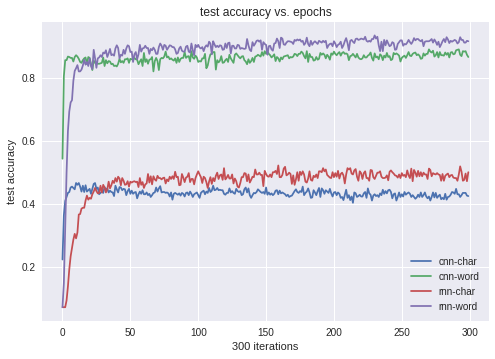 test accuracy vs. epochs
0.8
0.6
0.4
0.2
test accuracy
0
50
100
150
200
250
300
300 iterations
cnn-char
cnn-word
rnn-char
rnn-word